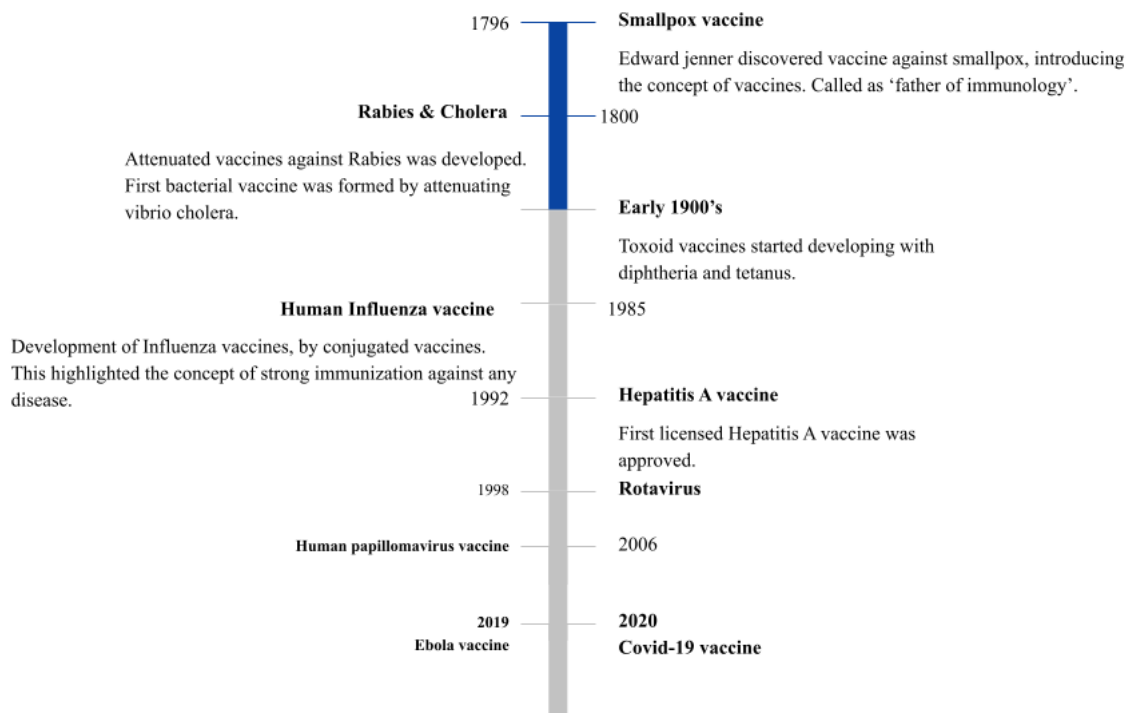 1796
Smallpox vaccine
Edward jenner discovered vaccine against smallpox, introducing
the concept of vaccines. Called as ‘father of immunology’.
Rabies & Cholera
1800
Attenuated vaccines against Rabies was developed.
First bacterial vaccine was formed by attenuating
vibrio cholera.
Early 1900’s
Toxoid vaccines started developing with
diphtheria and tetanus.
Human Influenza vaccine
1985
Development of Influenza vaccines, by conjugated vaccines.
This highlighted the concept of strong immunization against any
disease.
1992
Hepatitis A vaccine
First licensed Hepatitis A vaccine was
approved.
1998
Rotavirus
Human papillomavirus vaccine
2006
2019
Ebola vaccine
2020
Covid-19 vaccine